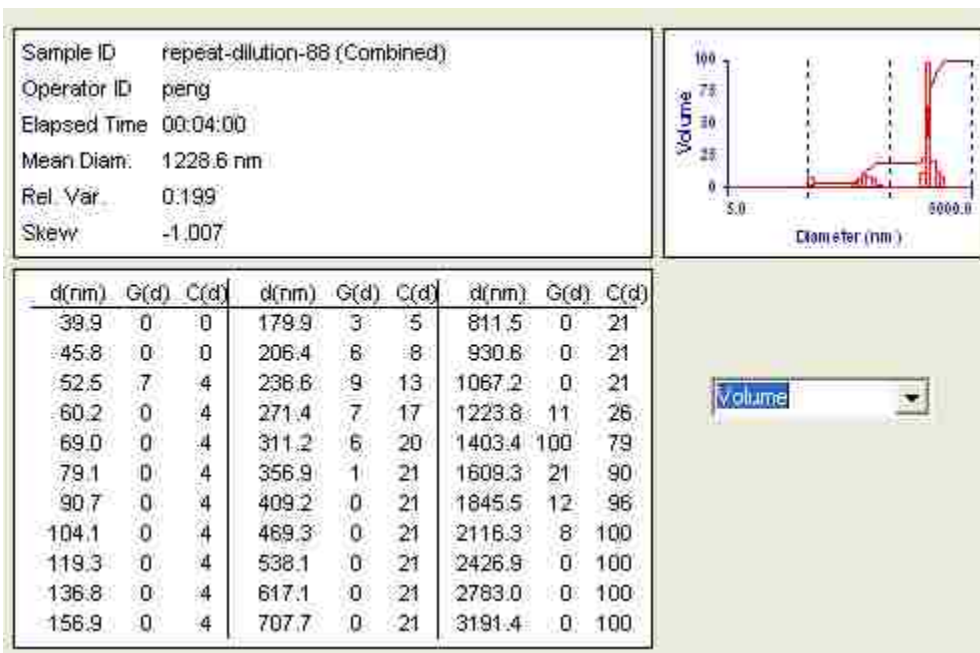 Sample ID repeat-dilution-88 (Combined)
Operator ID peng
Elapsed Time 00:04:00
Mean Diam. 1228.6 nm
Rel. Var. 0.199
Skew -1.007
100
75
50
25
0
Volume
5.0 6000.0
Diameter (nm)
d(nm) G(d) C(d) d(nm) G(d) C(d) d(nm) G(d) C(d)
39.9 0 0 179.9 3 5 811.5 0 21
45.8 0 0 206.4 6 8 930.6 0 21
52.5 7 4 236.6 9 13 1067.2 0 21
60.2 0 4 271.4 7 17 1223.8 11 26
69.0 0 4 311.2 6 20 1403.4 100 79
79.1 0 4 356.9 1 21 1609.3 21 90
90.7 0 4 409.2 0 21 1845.5 12 96
104.1 0 4 469.3 0 21 2116.3 8 100
119.3 0 4 538.1 0 21 2426.9 0 100
136.8 0 4 617.1 0 21 2783.0 0 100
156.9 0 4 707.7 0 21 3191.4 0 100
Volume